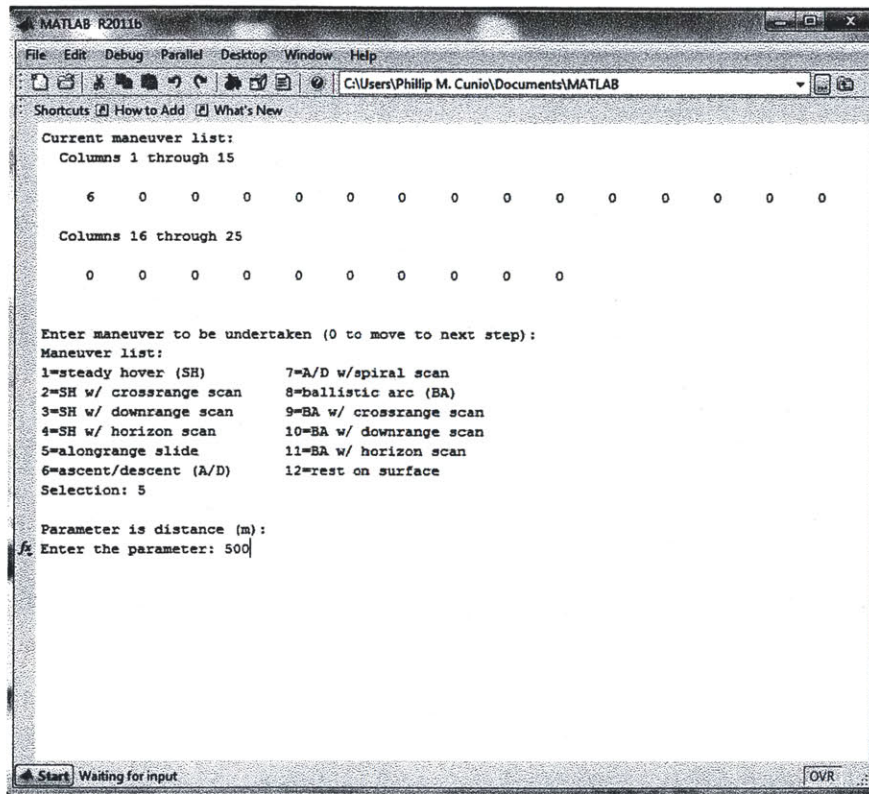 MATLAB R2011b
File Edit Debug Parallel Desktop Window Help
C:\Users\Phillip M. Cunio\Documents\MATLAB
Shortcuts How to Add What's New
Current maneuver list:
Columns 1 through 15
6 0 0 0 0 0 0 0 0 0 0 0 0 0 0
Columns 16 through 25
0 0 0 0 0 0 0 0 0 0
Enter maneuver to be undertaken (0 to move to next step):
Maneuver list:
1=steady hover (SH) 7=A/D w/spiral scan
2=SH w/ crossrange scan 8=ballistic arc (BA)
3=SH w/ downrange scan 9=BA w/ crossrange scan
4=SH w/ horizon scan 10=BA w/ downrange scan
5=alongrange slide 11=BA w/ horizon scan
6=ascent/descent (A/D) 12=rest on surface
Selection: 5
Parameter is distance (m):
fx Enter the parameter: 500
Start Waiting for input OVR